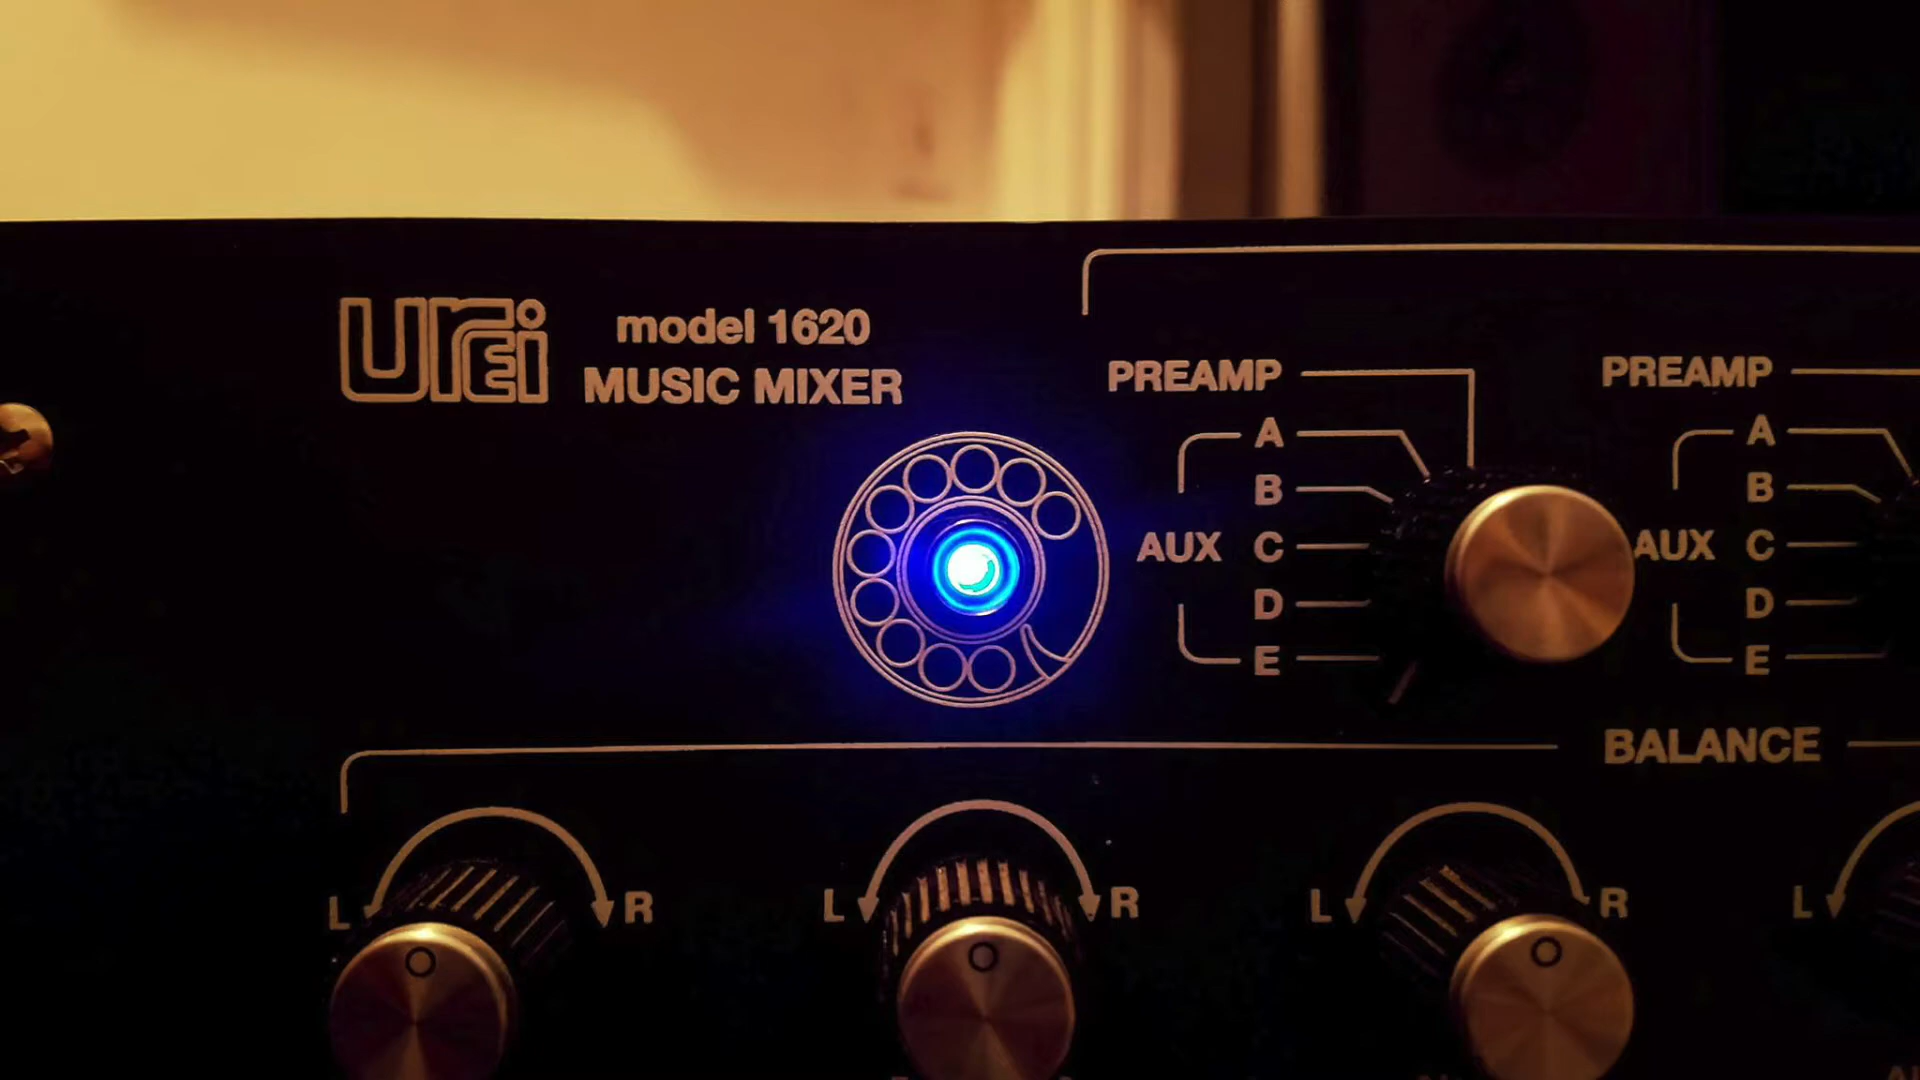 urei
model 1620
MUSIC MIXER
PREAMP
A
B
AUX C
D
E
PREAMP
A
B
AUX C
D
E
BALANCE
L R
L R
L R
L